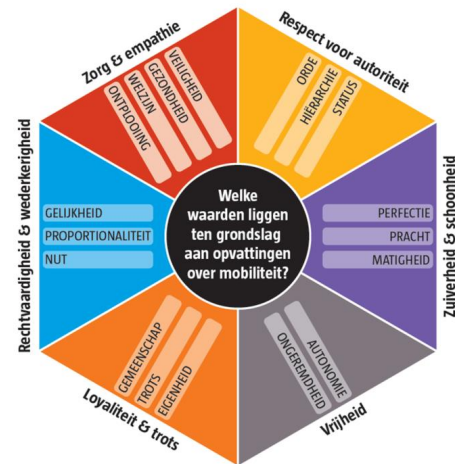 Zorg & empathie
ONTPLOOIING
WELZIJN
GEZONDHEID
VEILIGHEID
Respect voor autoriteit
ORDE
HIËRARCHIE
STATUS
Rechtvaardigheid & wederkerigheid
GELIJKHEID
PROPORTIONALITEIT
NUT
Welke
waarden liggen
ten grondslag
aan opvattingen
over mobiliteit?
Zuiverheid & schoonheid
PERFECTIE
PRACHT
MATIGHEID
Loyaliteit & trots
GEMEENSCHAP
TROTS
EIGENHEID
Vrijheid
ONGEREMDHEID
AUTONOMIE